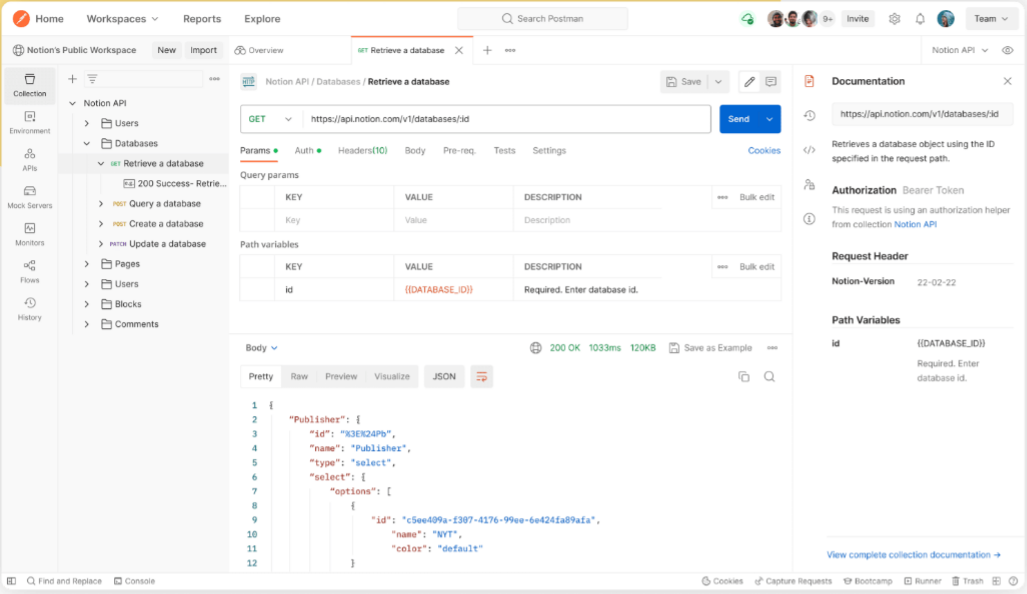 Home Workspaces Reports Explore Search Postman 9+ Invite Team
Notion's Public Workspace New Import Overview GET Retrieve a database Notion API
Collection
Environment
APIs
Mock Servers
Monitors
Flows
History
Notion API
Users
Databases
GET Retrieve a database
e.g. 200 Success- Retrie...
POST Query a database
POST Create a database
PATCH Update a database
Pages
Users
Blocks
Comments
HTTP Notion API / Databases / Retrieve a database Save
GET https://api.notion.com/v1/databases/:id Send
Params Auth Headers(10) Body Pre-req. Tests Settings Cookies
Query params
KEY VALUE DESCRIPTION Bulk edit
Key Value Description
Path variables
KEY VALUE DESCRIPTION Bulk edit
id {{DATABASE_ID}} Required. Enter database id.
Body 200 OK 1033ms 120KB Save as Example
Pretty Raw Preview Visualize JSON
1 {
2 "Publisher": {
3 "id": "%3E%24Pb",
4 "name": "Publisher",
5 "type": "select",
6 "select": {
7 "options": [
8 {
9 "id": "c5ee409a-f307-4176-99ee-6e424fa89afa",
10 "name": "NYT",
11 "color": "default"
12 }
Documentation
https://api.notion.com/v1/databases/:id
Retrieves a database object using the ID
specified in the request path.
Authorization Bearer Token
This request is using an authorization helper
from collection Notion API
Request Header
Notion-Version 22-02-22
Path Variables
id {{DATABASE_ID}}
Required. Enter
database id.
View complete collection documentation →
Find and Replace Console Cookies Capture Requests Bootcamp Runner Trash